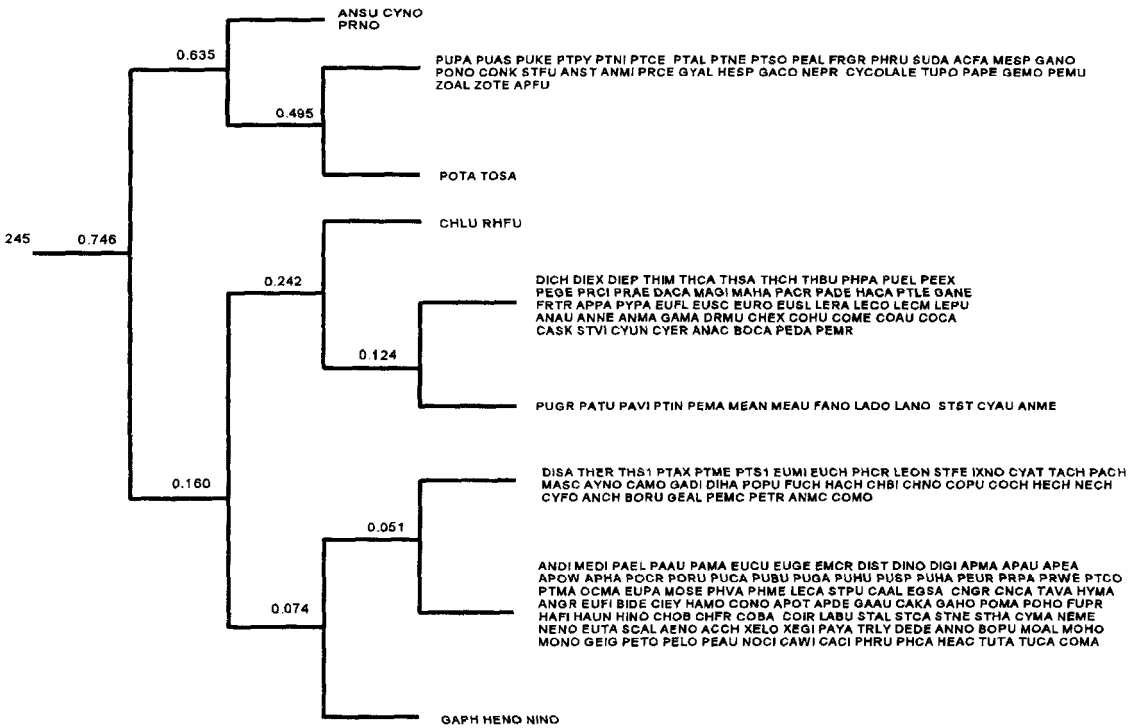 ANSU CYNO
PRNO
0.635
PUPA PUAS PUKE PTPY PTNI PTCE PTAL PTNE PTSO PEAL FRGR PHRU SUDA ACFA MESP GANO
PONO CONK STFU ANST ANMI PRCE GYAL HESP GACO NEPR CYCOLALE TUPO PAPE GEMO PEMU
ZOAL ZOTE APFU
0.495
POTA TOSA
CHLU RHFU
245 0.746
0.242
DICH DIEX DIEP THIM THCA THSA THCH THBU PHPA PUEL PEEX
PEGE PRCI PRAE DACA MAGI MAHA PACR PADE HACA PTLE GANE
FRTR APPA PYPA EUFL EUSC EURO EUSL LERA LECO LECM LEPU
ANAU ANNE ANMA GAMA DRMU CHEX COHU COME COAU COCA
CASK STVI CYUN CYER ANAC BOCA PEDA PEMR
0.124
PUGR PATU PAVI PTIN PEMA MEAN MEAU FANO LADO LANO STST CYAU ANME
0.160
DISA THER THS1 PTAX PTME PTS1 EUMI EUCH PHCR LEON STFE IXNO CYAT TACH PACH
MASC AYNO CAMO GADI DIHA POPU FUCH HACH CHBI CHNO COPU COCH HECH NECH
CYFO ANCH BORU GEAL PEMC PETR ANMC COMO
0.051
ANDI MEDI PAEL PAAU PAMA EUCU EUGE EMCR DIST DINO DIGI APMA APAU APEA
APOW APHA POCR PORU PUCA PUBU PUGA PUHU PUSP PUHA PEUR PRPA PRWE PTCO
PTMA OCMA EUPA MOSE PHVA PHME LECA STPU CAAL EGSA CNGR CNCA TAVA HYMA
ANGR EUFI BIDE CIEY HAMO CONO APOT APDE GAAU CAKA GAHO POMA POHO FUPR
HAFI HAUN HINO CHOB CHFR COBA COIR LABU STAL STCA STNE STHA CYMA NEME
NENO EUTA SCAL AENO ACCH XELO XEGI PAYA TRLY DEDE ANNO BOPU MOAL MOHO
MONO GEIG PETO PELO PEAU NOCI CAWI CACI PHRU PHCA HEAC TUTA TUCA COMA
0.074
GAPH HENO NINO